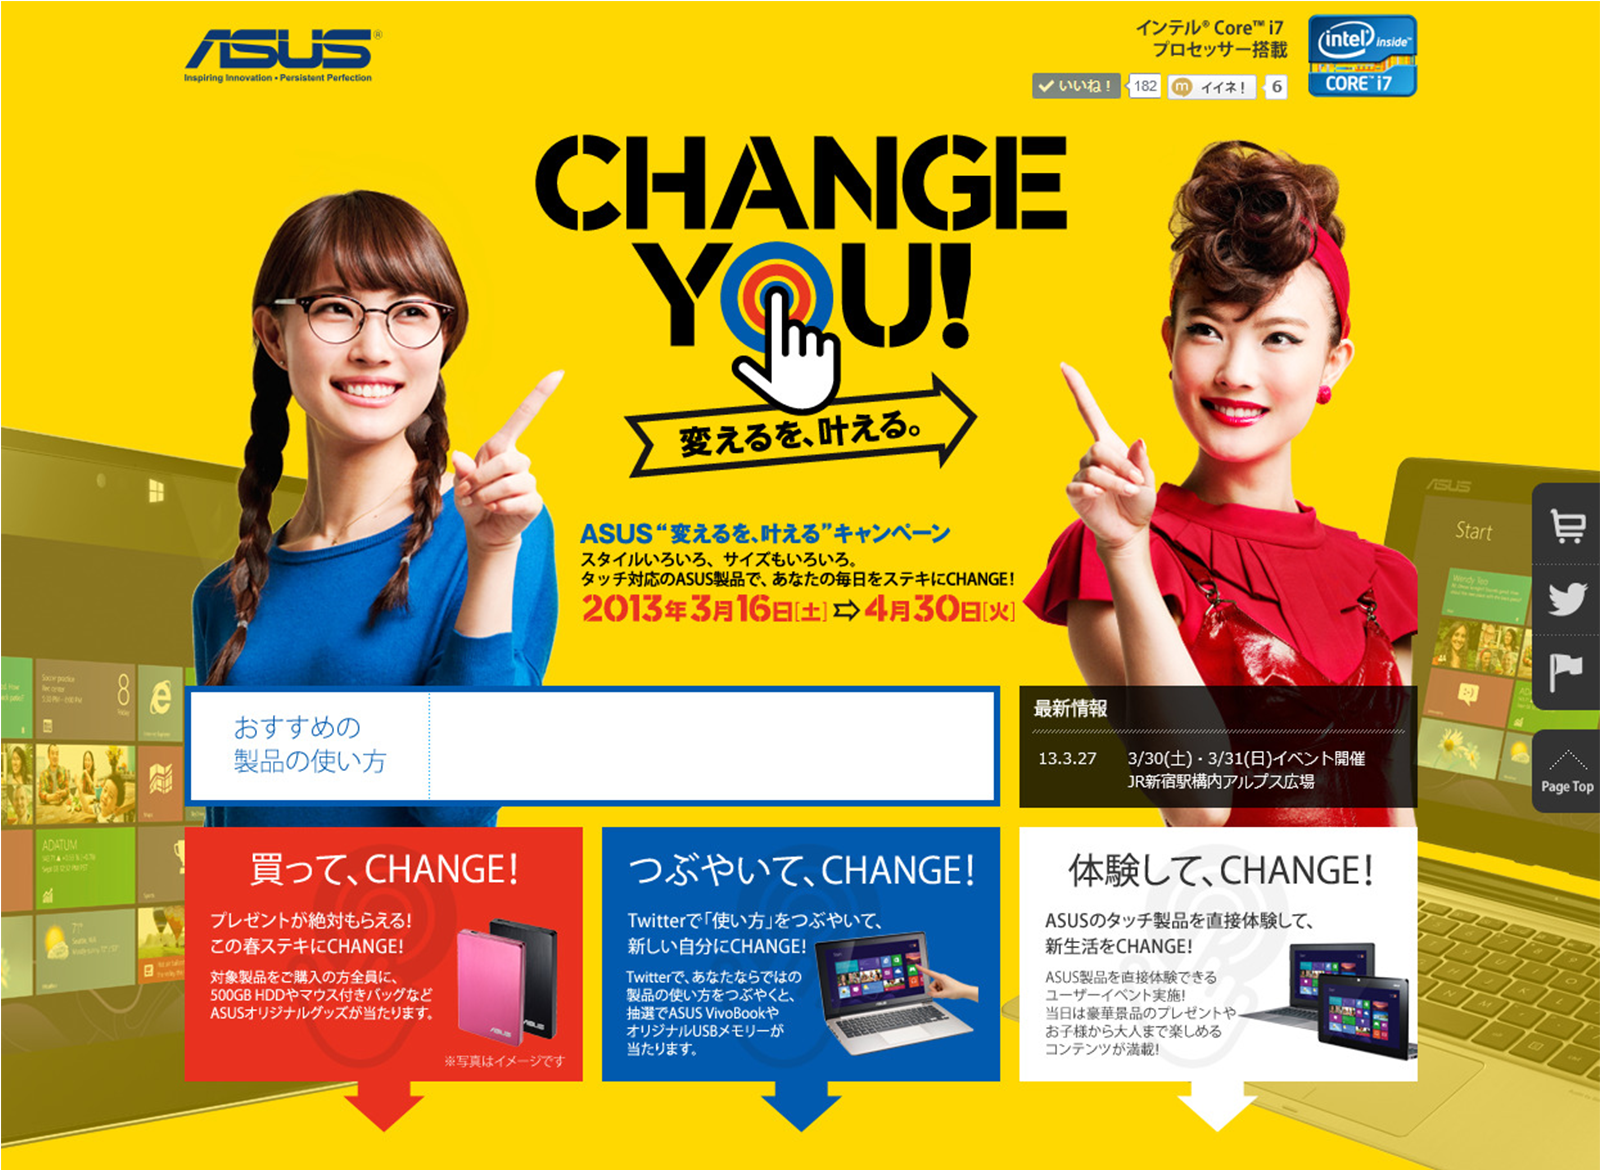 ASUS®
Inspiring Innovation • Persistent Perfection
インテル® Core™ i7
プロセッサー搭載
intel inside™
CORE™ i7
いいね！ 182
m イイネ！ 6
CHANGE
YOU!
変えるを、叶える。
ASUS“変えるを、叶える”キャンペーン
スタイルいろいろ、サイズもいろいろ。
タッチ対応のASUS製品で、あなたの毎日をステキにCHANGE！
2013年3月16日[土]⇨4月30日[火]
ASUS
Start
Page Top
おすすめの
製品の使い方
最新情報
13.3.27 3/30(土)・3/31(日)イベント開催
JR新宿駅構内アルプス広場
8
ADATUM
買って、CHANGE！
プレゼントが絶対もらえる！
この春ステキにCHANGE！
対象製品をご購入の方全員に、
500GB HDDやマウス付きバッグなど
ASUSオリジナルグッズが当たります。
ASUS
ASUS
※写真はイメージです
つぶやいて、CHANGE！
Twitterで「使い方」をつぶやいて、
新しい自分にCHANGE！
Twitterで、あなたならではの
製品の使い方をつぶやくと、
抽選でASUS VivoBookや
オリジナルUSBメモリーが
当たります。
体験して、CHANGE！
ASUSのタッチ製品を直接体験して、
新生活をCHANGE！
ASUS製品を直接体験できる
ユーザーイベント実施！
当日は豪華景品のプレゼントや
お子様から大人まで楽しめる
コンテンツが満載！